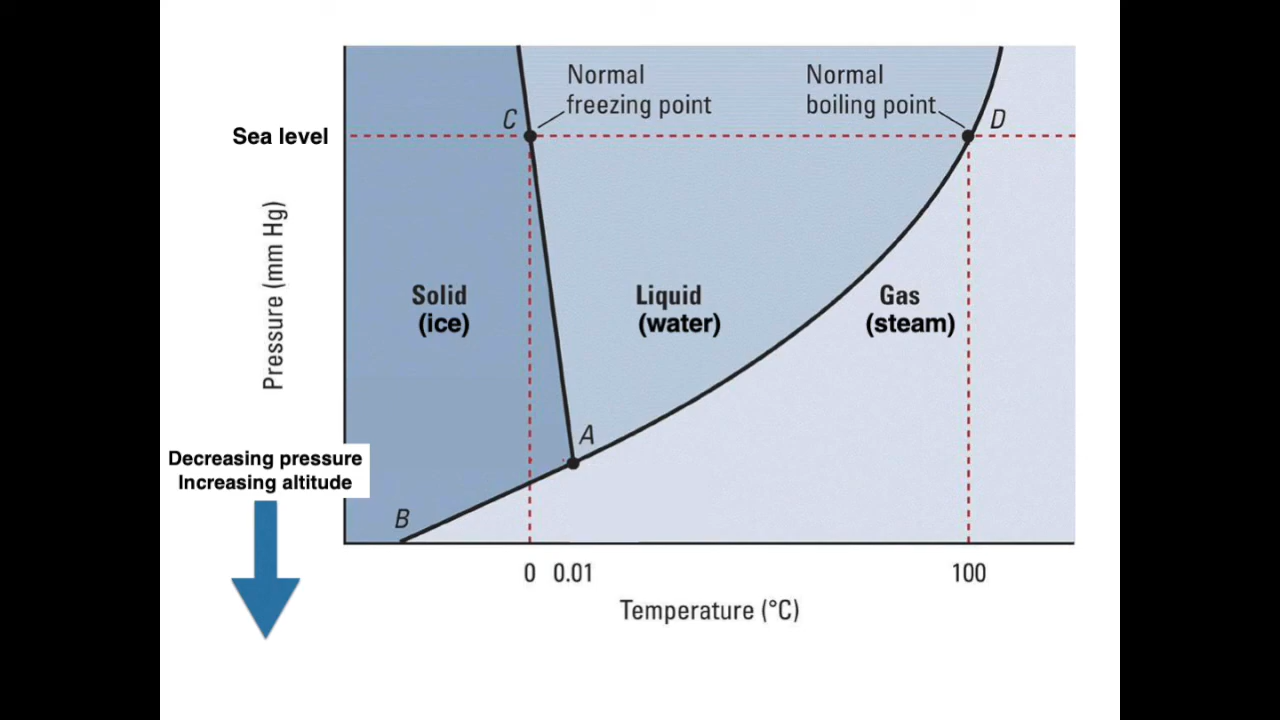 Normal
freezing point
Normal
boiling point
C
D
Sea level
Pressure (mm Hg)
Solid
(ice)
Liquid
(water)
Gas
(steam)
A
Decreasing pressure
Increasing altitude
B
0 0.01 100
Temperature (°C)